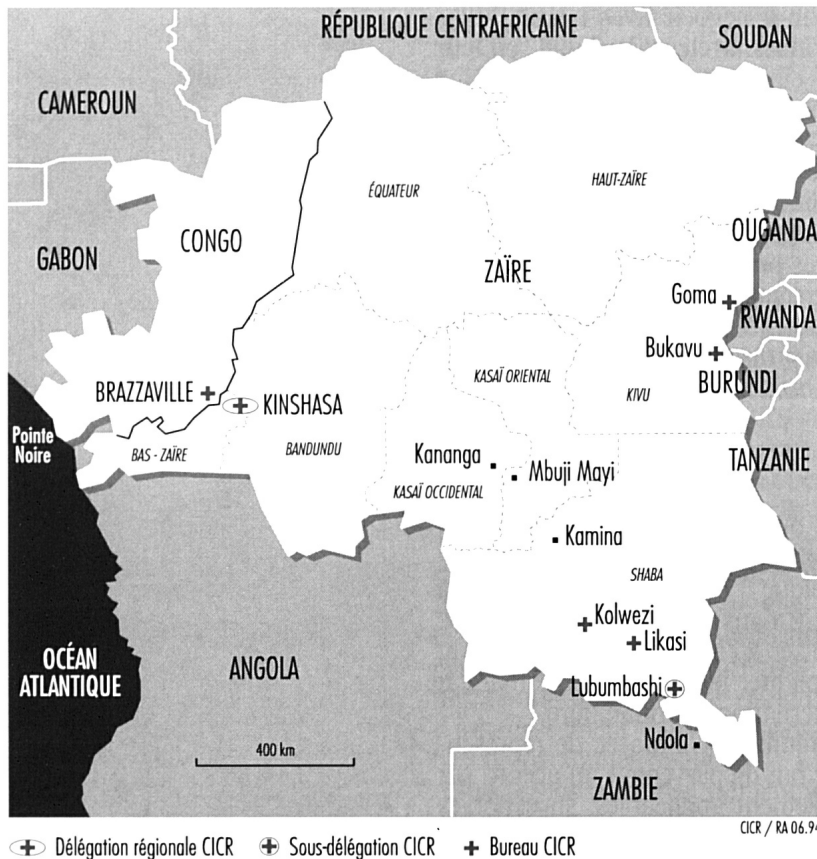 RÉPUBLIQUE CENTRAFRICAINE
SOUDAN
CAMEROUN
ÉQUATEUR
HAUT-ZAÏRE
OUGANDA
CONGO
GABON
ZAÏRE
Goma
RWANDA
Bukavu
BURUNDI
KASAÏ ORIENTAL
KIVU
BRAZZAVILLE
KINSHASA
Pointe
Noire
BAS - ZAÏRE
BANDUNDU
Kananga
Mbuji Mayi
TANZANIE
KASAÏ OCCIDENTAL
Kamina
SHABA
Kolwezi
Likasi
OCÉAN
ATLANTIQUE
ANGOLA
Lubumbashi
400 km
Ndola
ZAMBIE
CICR / RA 06.94
Délégation régionale CICR
Sous-délégation CICR
Bureau CICR